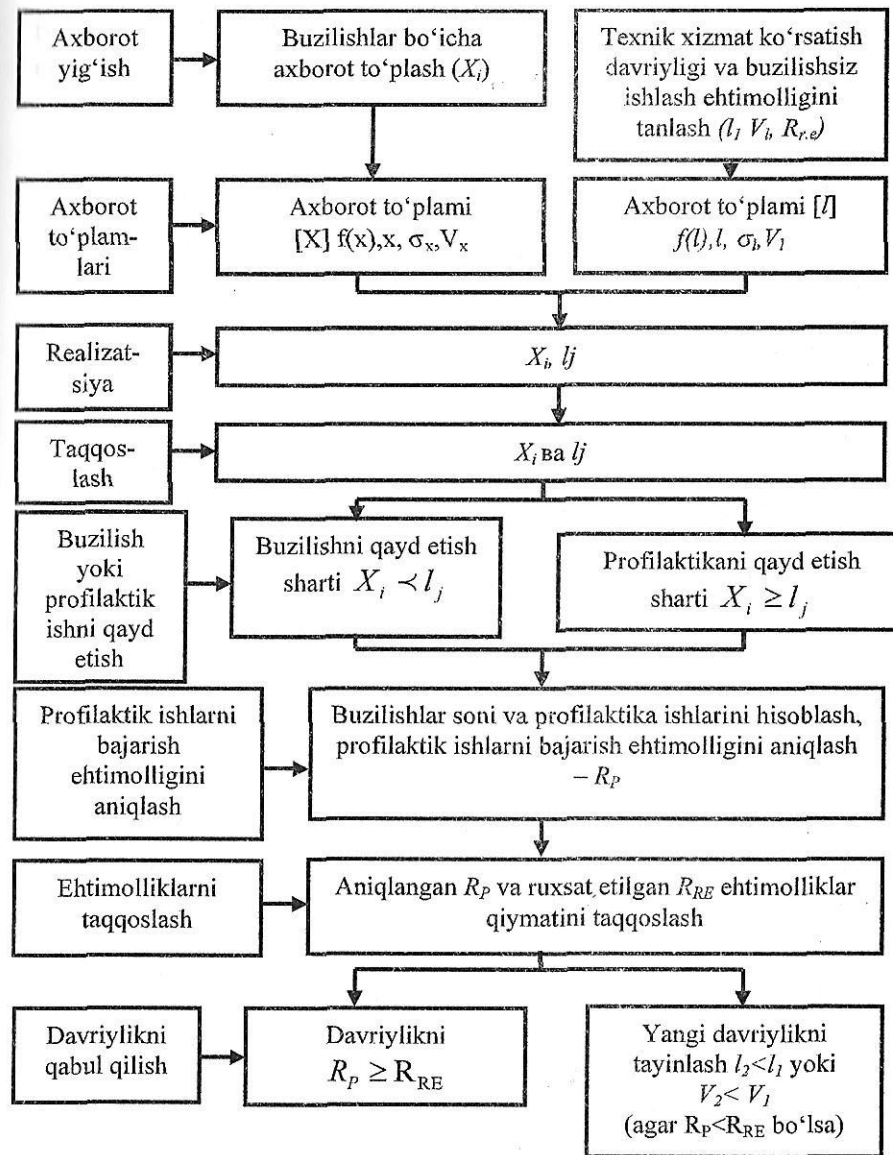 Axborot
yig‘ish
Buzilishlar bo‘icha
axborot to‘plash (Xi)
Texnik xizmat ko‘rsatish
davriyligi va buzilishsiz
ishlash ehtimolligini
tanlash (l1 Vl, Rr.e)
Axborot
to‘plam-
lari
Axborot to‘plami
[X] f(x),x, σx,Vx
Axborot to‘plami [l]
f(l),l, σl,Vl
Realizat-
siya
Xi, lj
Taqqos-
lash
Xi ва lj
Buzilish
yoki
profilaktik
ishni qayd
etish
Buzilishni qayd etish
sharti Xi ≺ lj
Profilaktikani qayd etish
sharti Xi ≥ lj
Profilaktik ishlarni
bajarish
ehtimolligini
aniqlash
Buzilishlar soni va profilaktika ishlarini hisoblash,
profilaktik ishlarni bajarish ehtimolligini aniqlash
– RP
Ehtimolliklarni
taqqoslash
Aniqlangan RP va ruxsat etilgan RRE ehtimolliklar
qiymatini taqqoslash
Davriylikni
qabul qilish
Davriylikni
RP ≥ RRE
Yangi davriylikni
tayinlash l2<l1 yoki
V2< V1
(agar RP<RRE bo‘lsa)